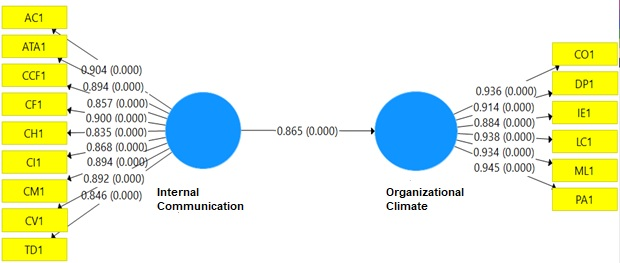 AC1
ATA1
CCF1
CF1
CH1
CI1
CM1
CV1
TD1
0.904 (0.000)
0.894 (0.000)
0.857 (0.000)
0.900 (0.000)
0.835 (0.000)
0.868 (0.000)
0.894 (0.000)
0.892 (0.000)
0.846 (0.000)
Internal
Communication
0.865 (0.000)
Organizational
Climate
0.936 (0.000)
0.914 (0.000)
0.884 (0.000)
0.938 (0.000)
0.934 (0.000)
0.945 (0.000)
CO1
DP1
IE1
LC1
ML1
PA1